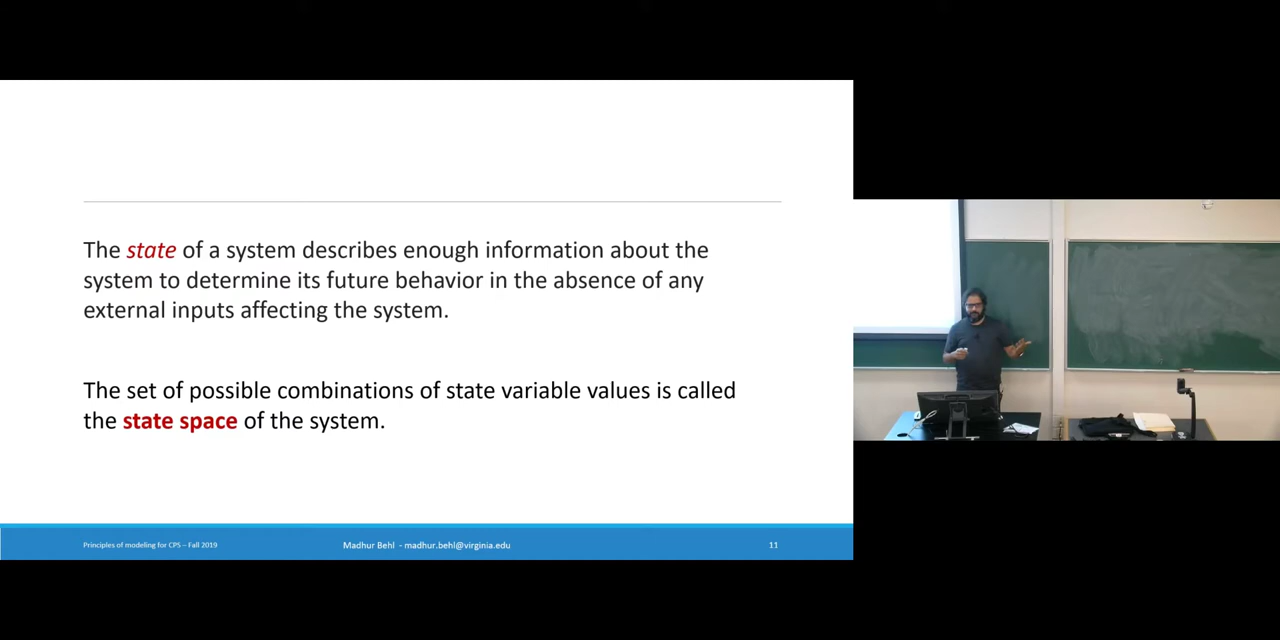 The state of a system describes enough information about the
system to determine its future behavior in the absence of any
external inputs affecting the system.
The set of possible combinations of state variable values is called
the state space of the system.
Principles of modeling for CPS – Fall 2019
Madhur Behl - madhur.behl@virginia.edu
11